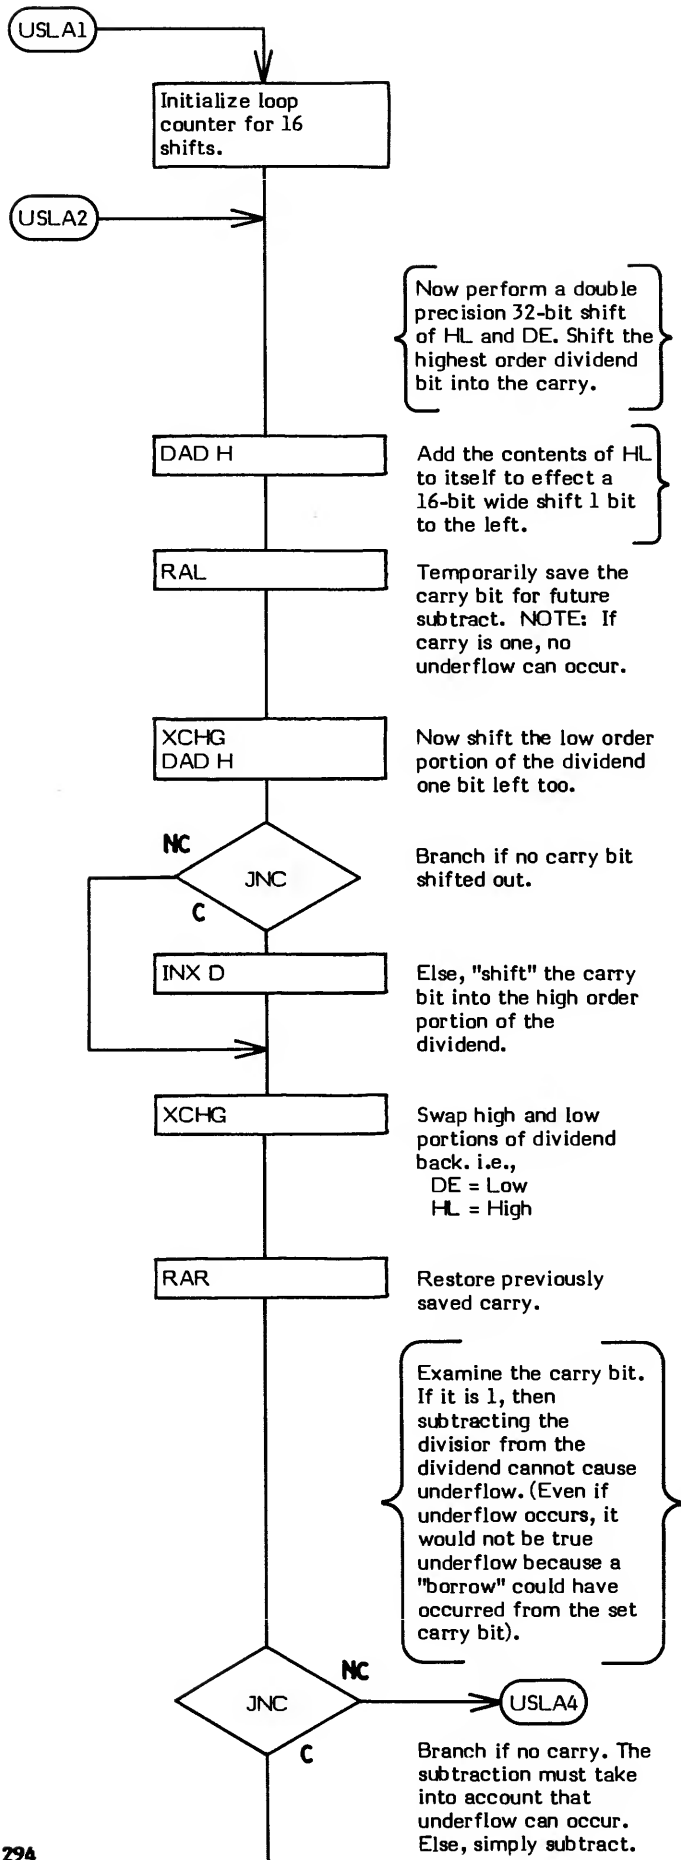 USLA1
Initialize loop
counter for 16
shifts.
USLA2
Now perform a double
precision 32-bit shift
of HL and DE. Shift the
highest order dividend
bit into the carry.
DAD H
Add the contents of HL
to itself to effect a
16-bit wide shift 1 bit
to the left.
RAL
Temporarily save the
carry bit for future
subtract. NOTE: If
carry is one, no
underflow can occur.
XCHG
DAD H
Now shift the low order
portion of the dividend
one bit left too.
NC
JNC
C
Branch if no carry bit
shifted out.
INX D
Else, "shift" the carry
bit into the high order
portion of the
dividend.
XCHG
Swap high and low
portions of dividend
back. i.e.,
DE = Low
HL = High
RAR
Restore previously
saved carry.
Examine the carry bit.
If it is 1, then
subtracting the
divisior from the
dividend cannot cause
underflow. (Even if
underflow occurs, it
would not be true
underflow because a
"borrow" could have
occurred from the set
carry bit).
NC
JNC
USLA4
C
Branch if no carry. The
subtraction must take
into account that
underflow can occur.
Else, simply subtract.
294